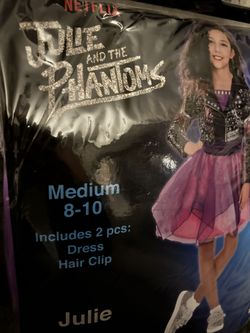 NETFLIX
JULIE
AND THE
PHANTOMS
Medium
8-10
Includes 2 pcs:
Dress
Hair Clip
Julie